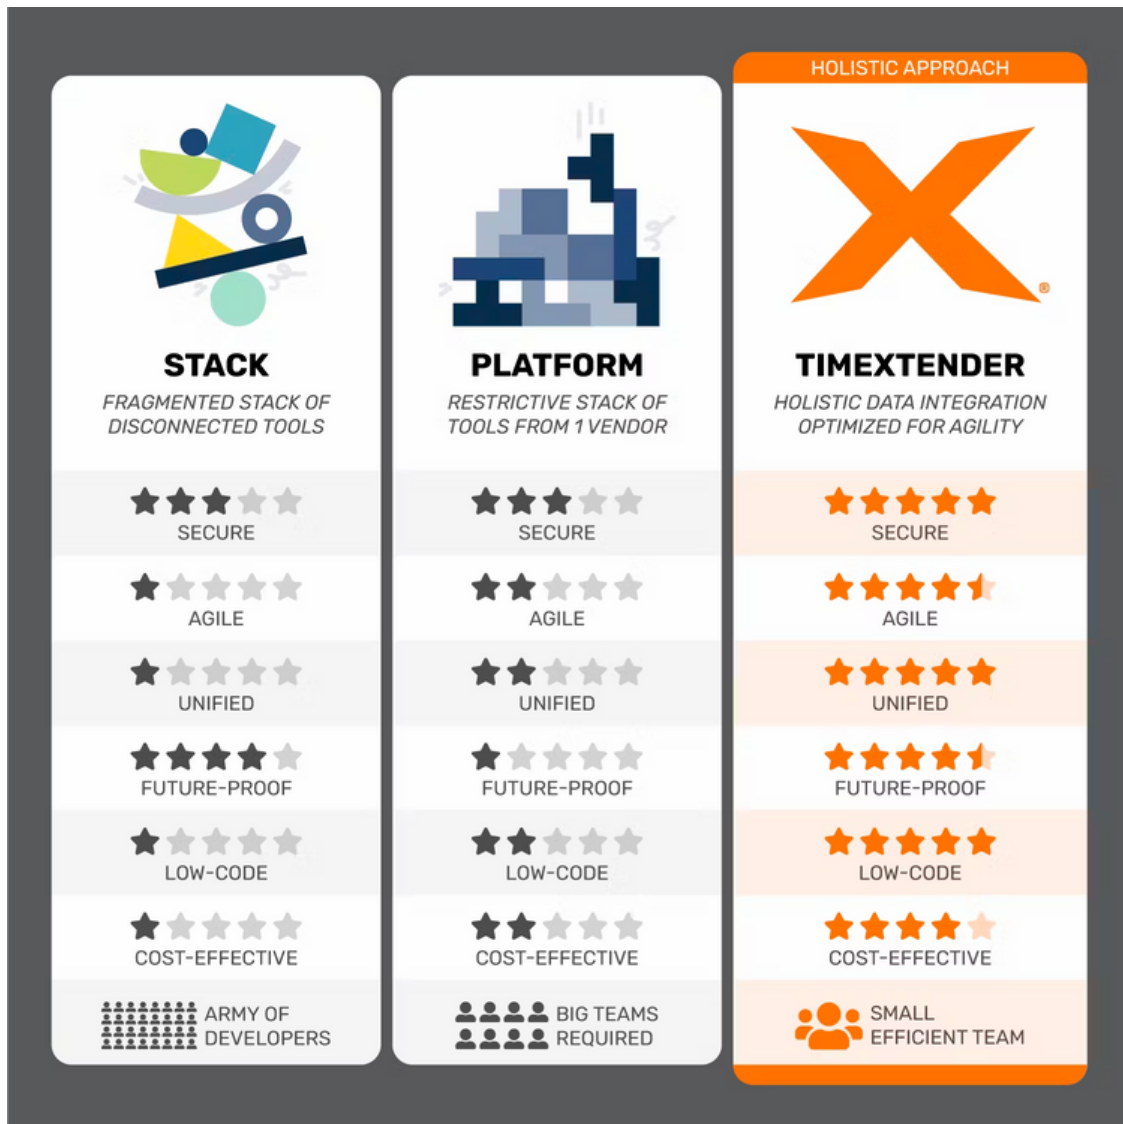 HOLISTIC APPROACH
STACK
FRAGMENTED STACK OF
DISCONNECTED TOOLS
SECURE
AGILE
UNIFIED
FUTURE-PROOF
LOW-CODE
COST-EFFECTIVE
ARMY OF
DEVELOPERS
PLATFORM
RESTRICTIVE STACK OF
TOOLS FROM 1 VENDOR
SECURE
AGILE
UNIFIED
FUTURE-PROOF
LOW-CODE
COST-EFFECTIVE
BIG TEAMS
REQUIRED
®
TIMEXTENDER
HOLISTIC DATA INTEGRATION
OPTIMIZED FOR AGILITY
SECURE
AGILE
UNIFIED
FUTURE-PROOF
LOW-CODE
COST-EFFECTIVE
SMALL
EFFICIENT TEAM